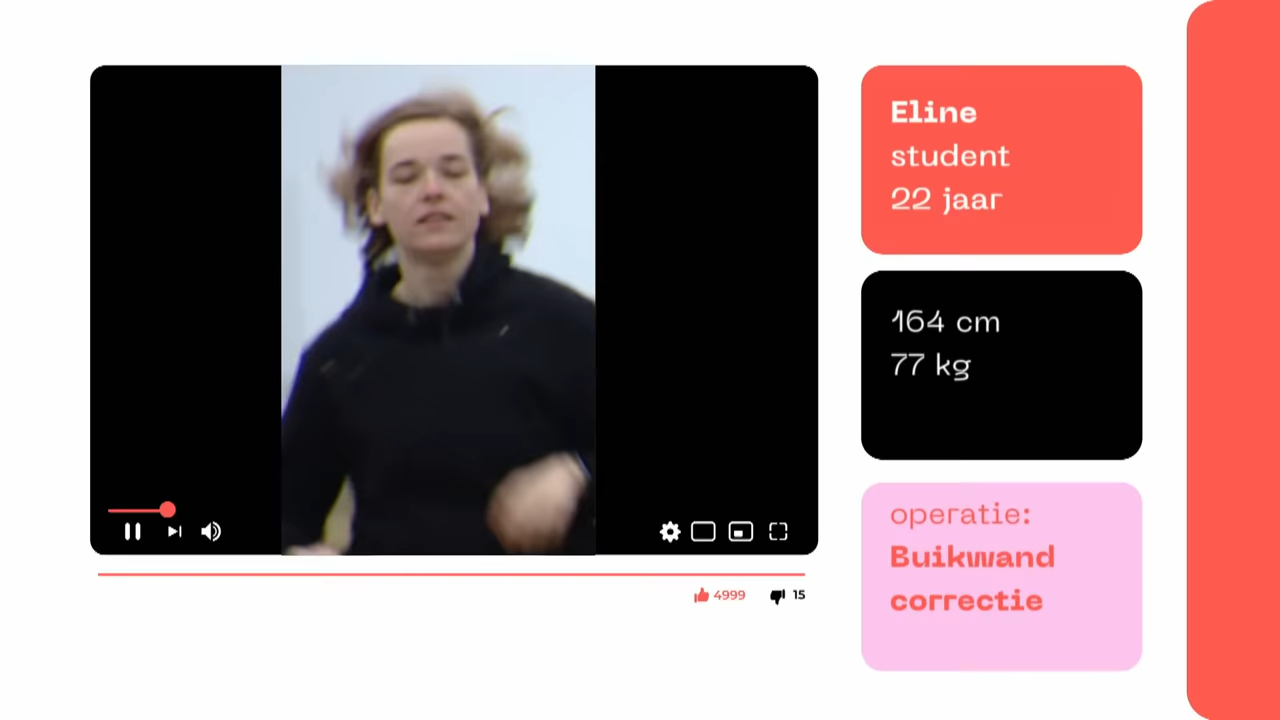 Eline
student
22 jaar
164 cm
77 kg
operatie:
Buikwand
correctie
4999
15